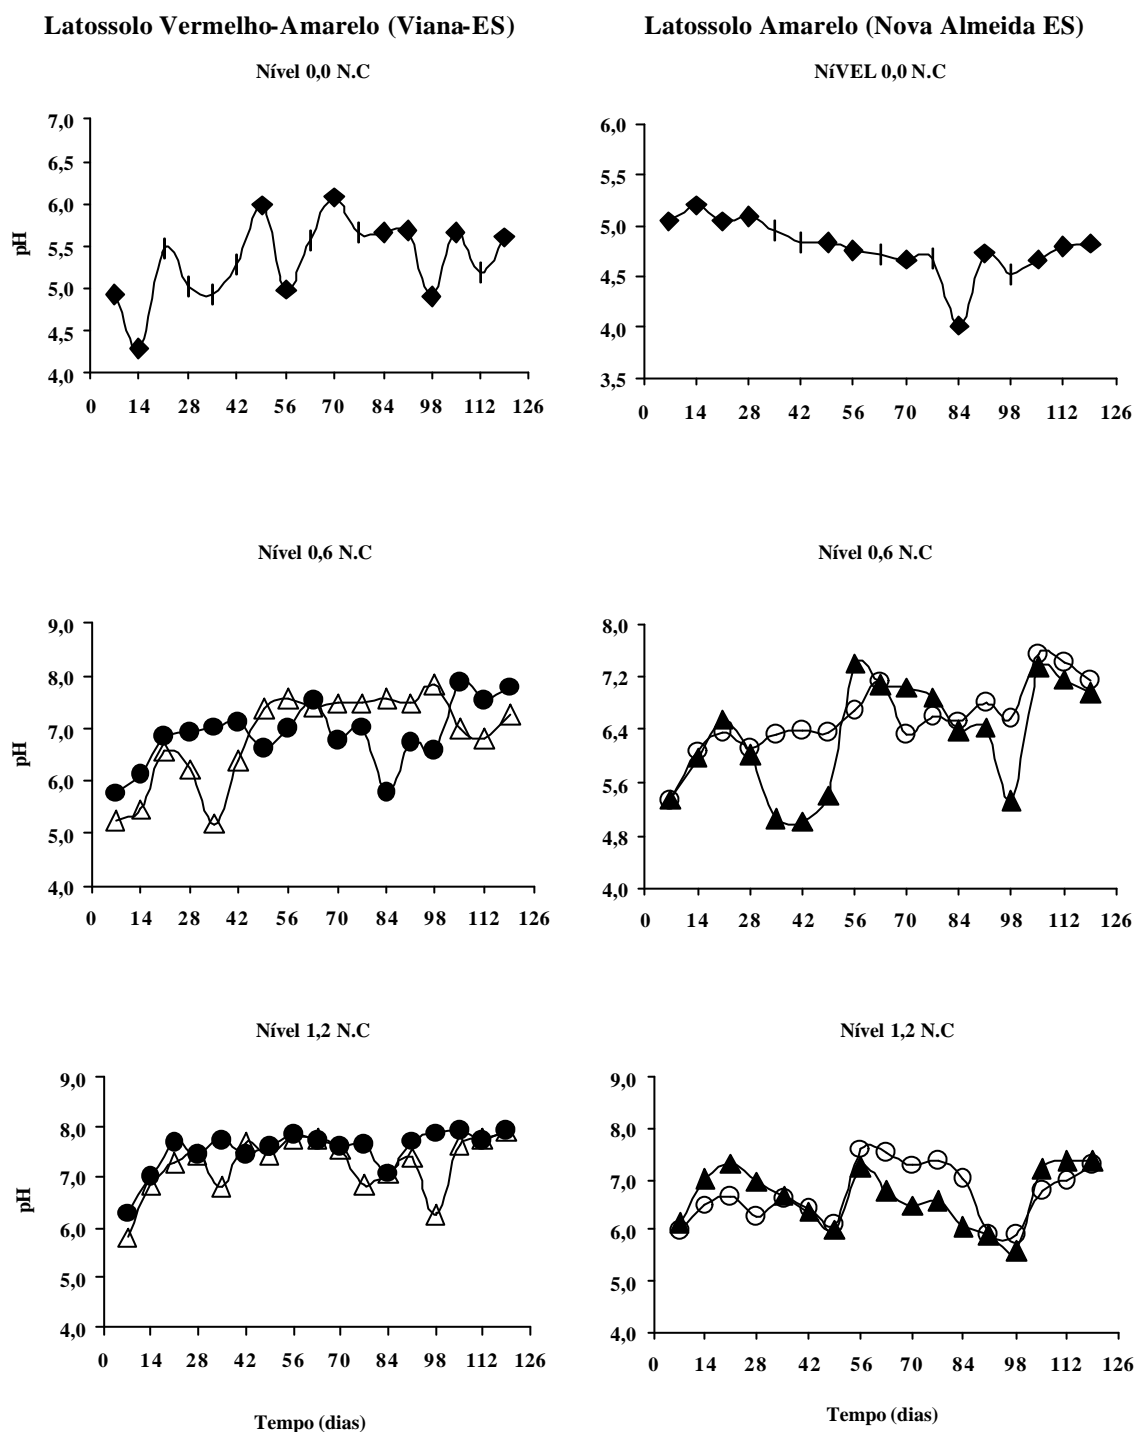 Latossolo Vermelho-Amarelo (Viana-ES)
Latossolo Amarelo (Nova Almeida ES)
Nível 0,0 N.C
NíVEL 0,0 N.C
7,0
6,5
6,0
5,5
5,0
4,5
4,0
pH
0 14 28 42 56 70 84 98 112 126
6,0
5,5
5,0
4,5
4,0
3,5
0 14 28 42 56 70 84 98 112 126
Nível 0,6 N.C
Nível 0,6 N.C
9,0
8,0
7,0
6,0
5,0
4,0
pH
0 14 28 42 56 70 84 98 112 126
8,0
7,2
6,4
5,6
4,8
4,0
0 14 28 42 56 70 84 98 112 126
Nível 1,2 N.C
Nível 1,2 N.C
9,0
8,0
7,0
6,0
5,0
4,0
pH
0 14 28 42 56 70 84 98 112 126
Tempo (dias)
9,0
8,0
7,0
6,0
5,0
4,0
0 14 28 42 56 70 84 98 112 126
Tempo (dias)